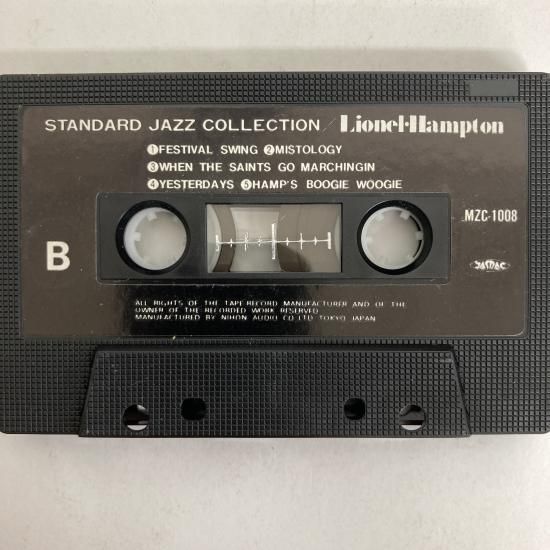 STANDARD JAZZ COLLECTION / Lionel Hampton
❶FESTIVAL SWING ❷MISTOLOGY
❸WHEN THE SAINTS GO MARCHINGIN
❹YESTERDAYS ❺HAMP'S BOOGIE WOOGIE
MZC-1008
B
JASRAC
ALL RIGHTS OF THE TAPE RECORD MANUFACTURER AND OF THE
OWNER OF THE RECORDED WORK RESERVED
MANUFACTURED BY NIHON AUDIO CO.LTD.TOKYO JAPAN